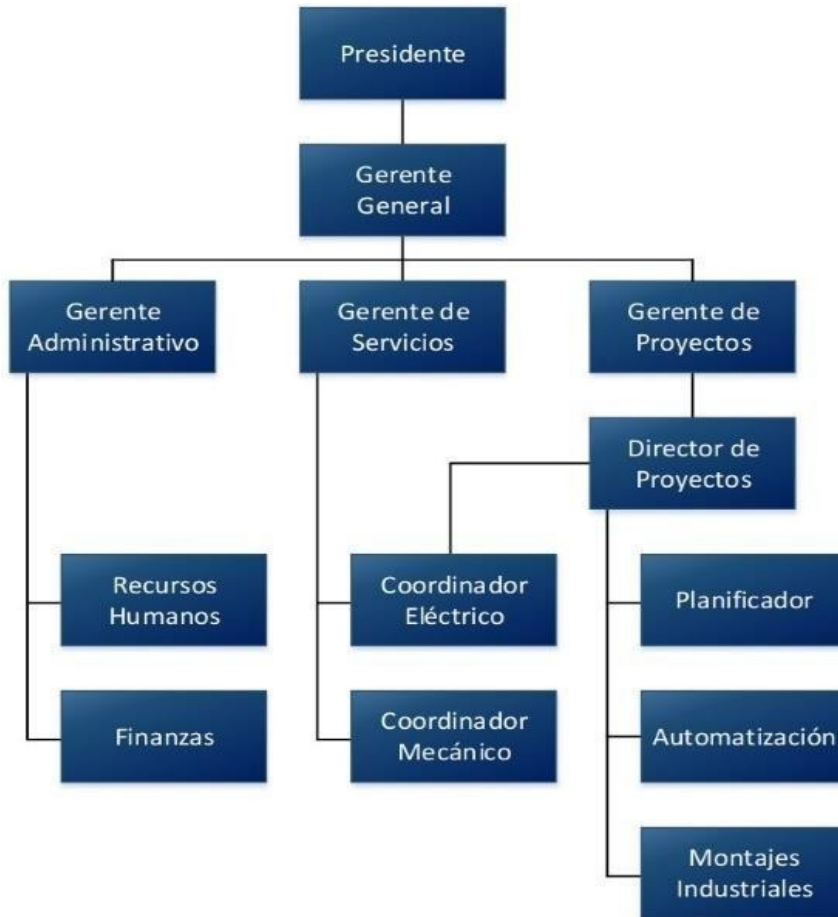 Presidente
Gerente
General
Gerente
Administrativo
Gerente de
Servicios
Gerente de
Proyectos
Director de
Proyectos
Recursos
Humanos
Coordinador
Eléctrico
Planificador
Finanzas
Coordinador
Mecánico
Automatización
Montajes
Industriales